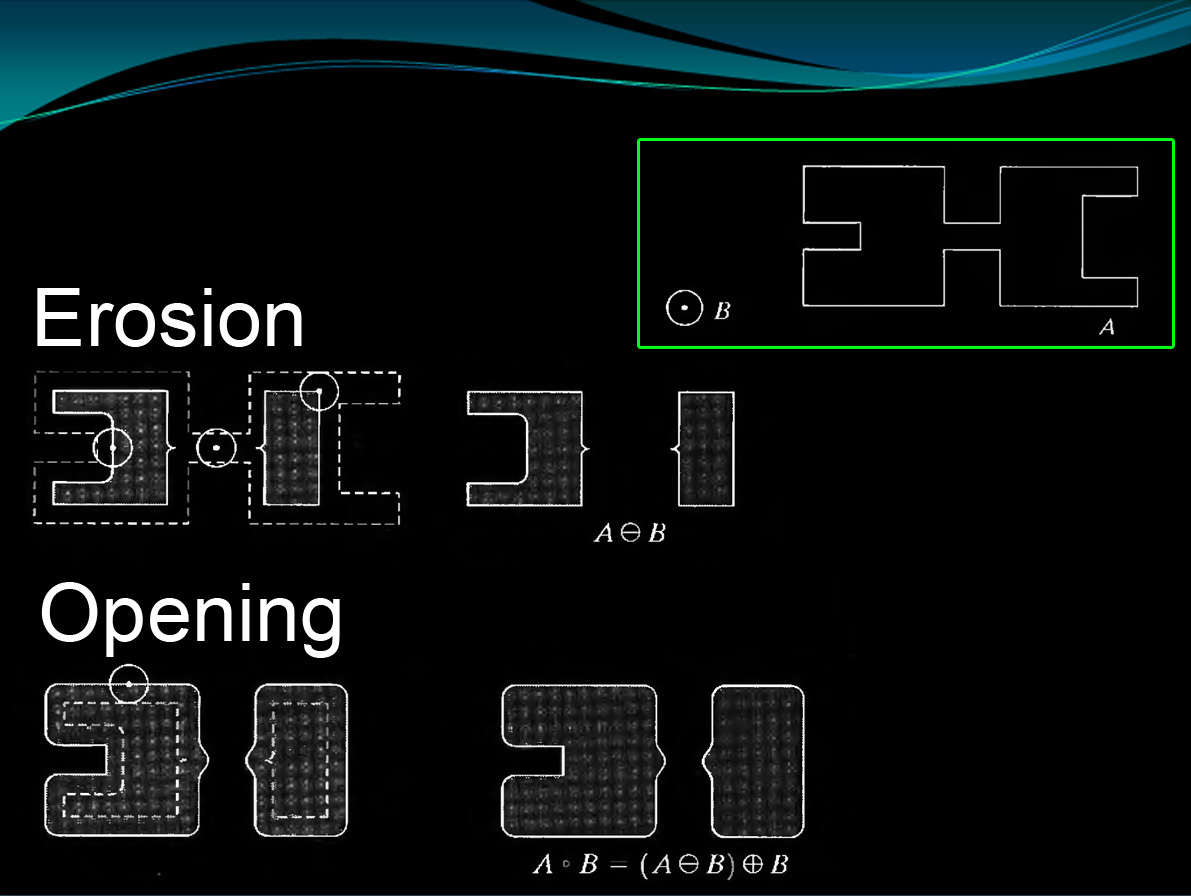 B
A
Erosion
A ⊖ B
Opening
A ∘ B = (A ⊖ B) ⊕ B